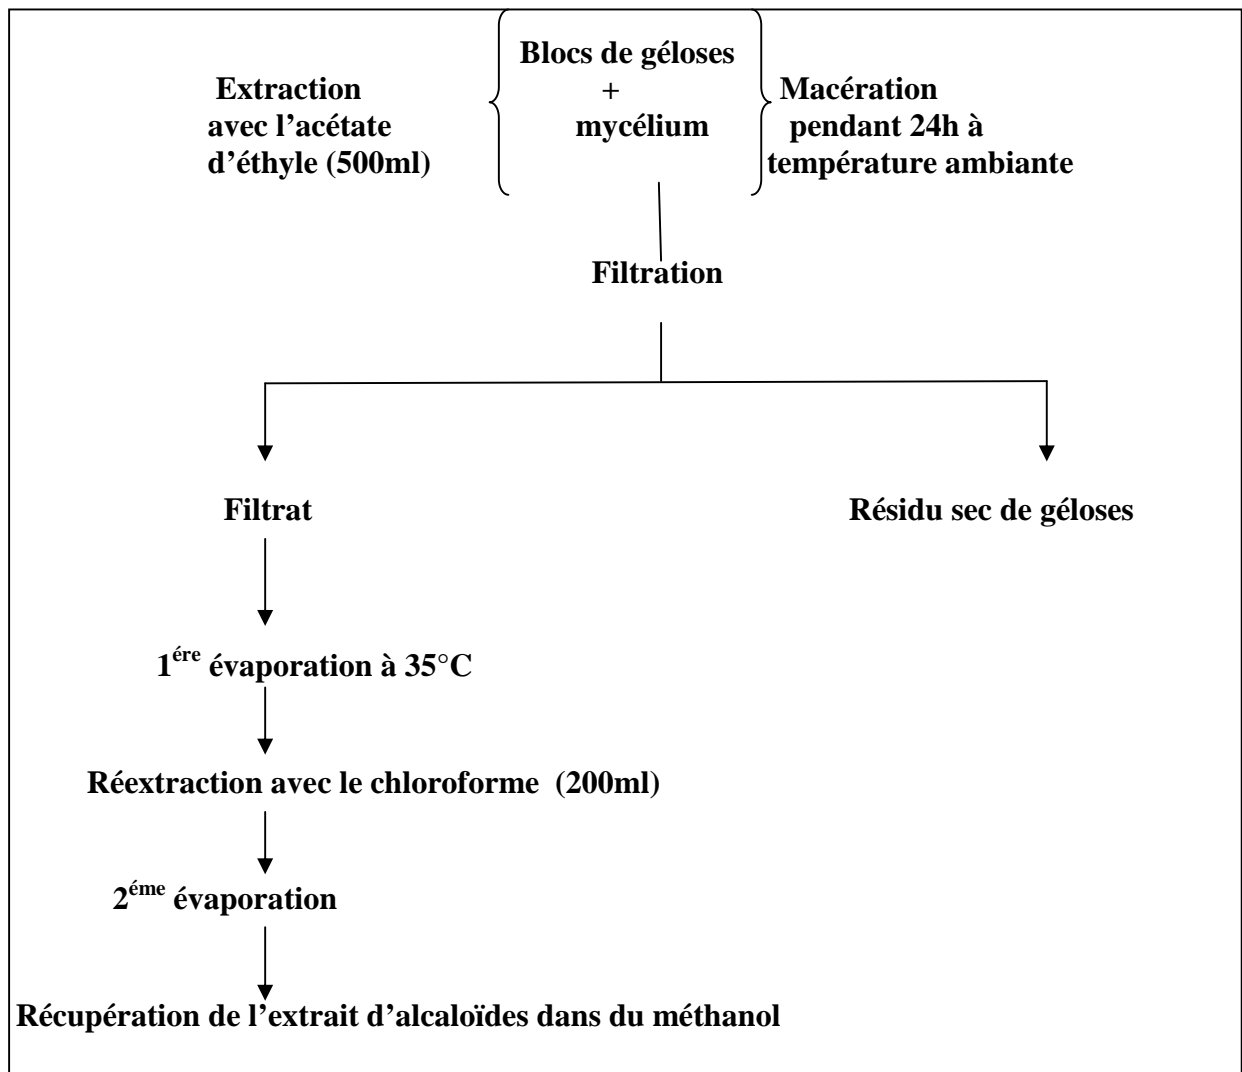 Extraction
avec l’acétate
d’éthyle (500ml)
Blocs de géloses
+
mycélium
Macération
pendant 24h à
température ambiante
Filtration
Filtrat
Résidu sec de géloses
1ére évaporation à 35°C
Réextraction avec le chloroforme (200ml)
2éme évaporation
Récupération de l’extrait d’alcaloïdes dans du méthanol